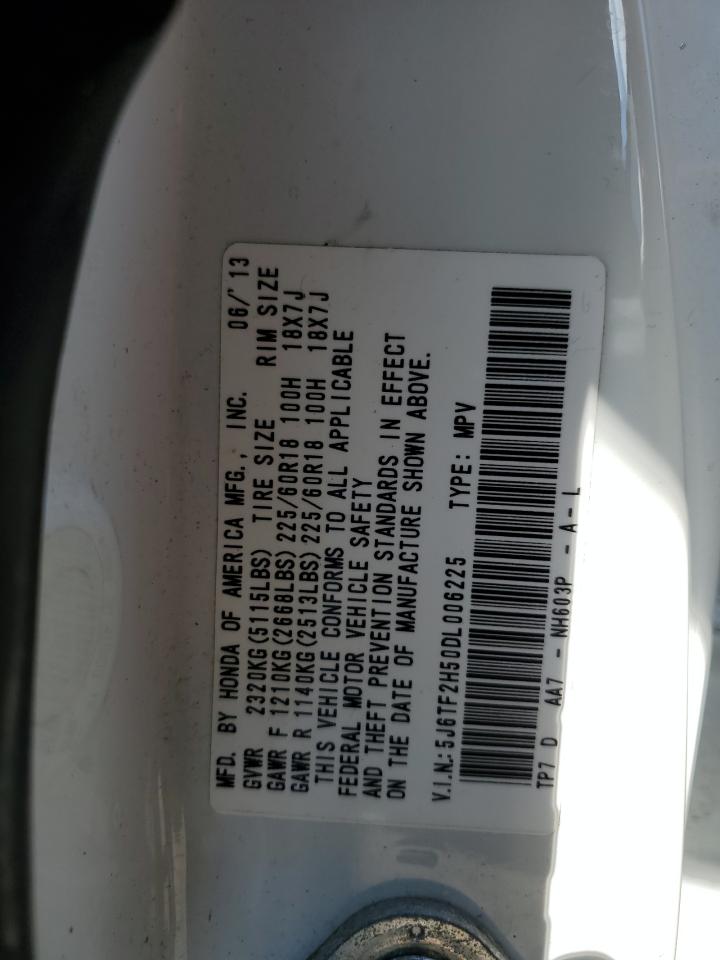 MFD. BY HONDA OF AMERICA MFG., INC. 06/'13
GVWR 2320KG(5115LBS) TIRE SIZE RIM SIZE
GAWR F 1210KG(2668LBS) 225/60R18 100H 18X7J
GAWR R 1140KG(2513LBS) 225/60R18 100H 18X7J
THIS VEHICLE CONFORMS TO ALL APPLICABLE
FEDERAL MOTOR VEHICLE SAFETY
AND THEFT PREVENTION STANDARDS IN EFFECT
ON THE DATE OF MANUFACTURE SHOWN ABOVE.
V.I.N.: 5J6TF2H50DL006225 TYPE: MPV
TP7 D AA7 - NH603P - A - L